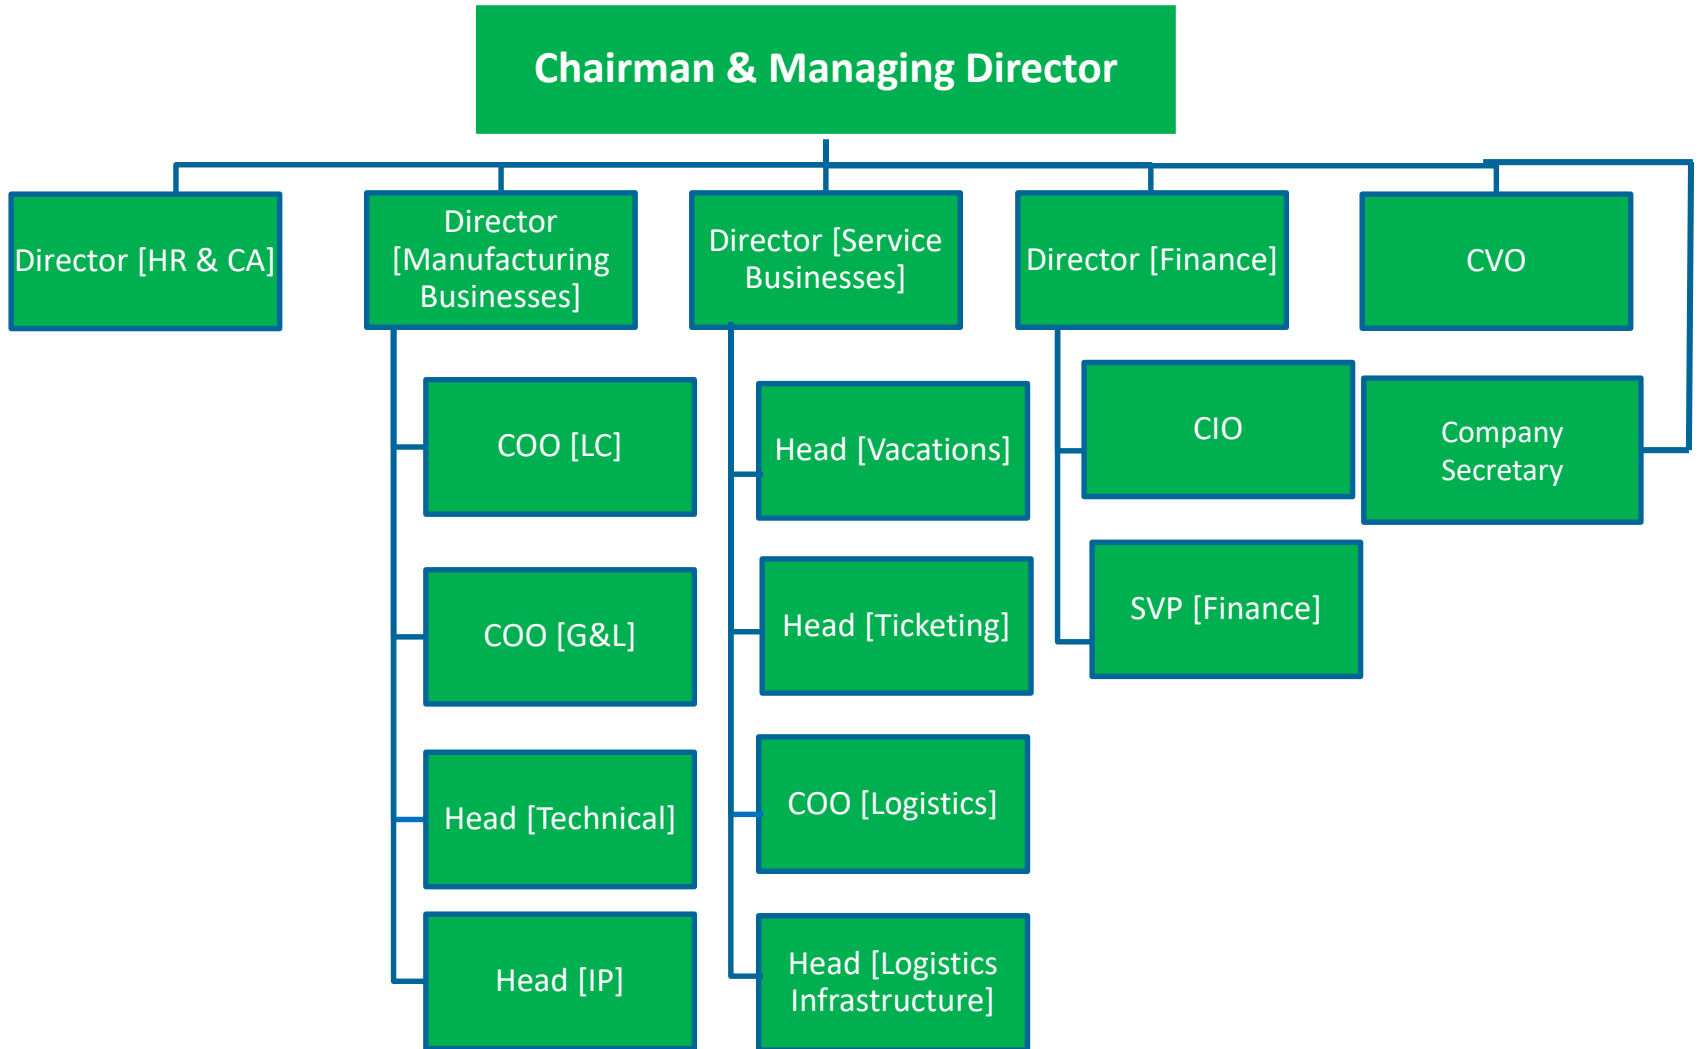 Chairman & Managing Director
Director [HR & CA]
Director
[Manufacturing
Businesses]
Director [Service
Businesses]
Director [Finance]
CVO
COO [LC]
COO [G&L]
Head [Technical]
Head [IP]
Head [Vacations]
Head [Ticketing]
COO [Logistics]
Head [Logistics
Infrastructure]
CIO
SVP [Finance]
Company
Secretary